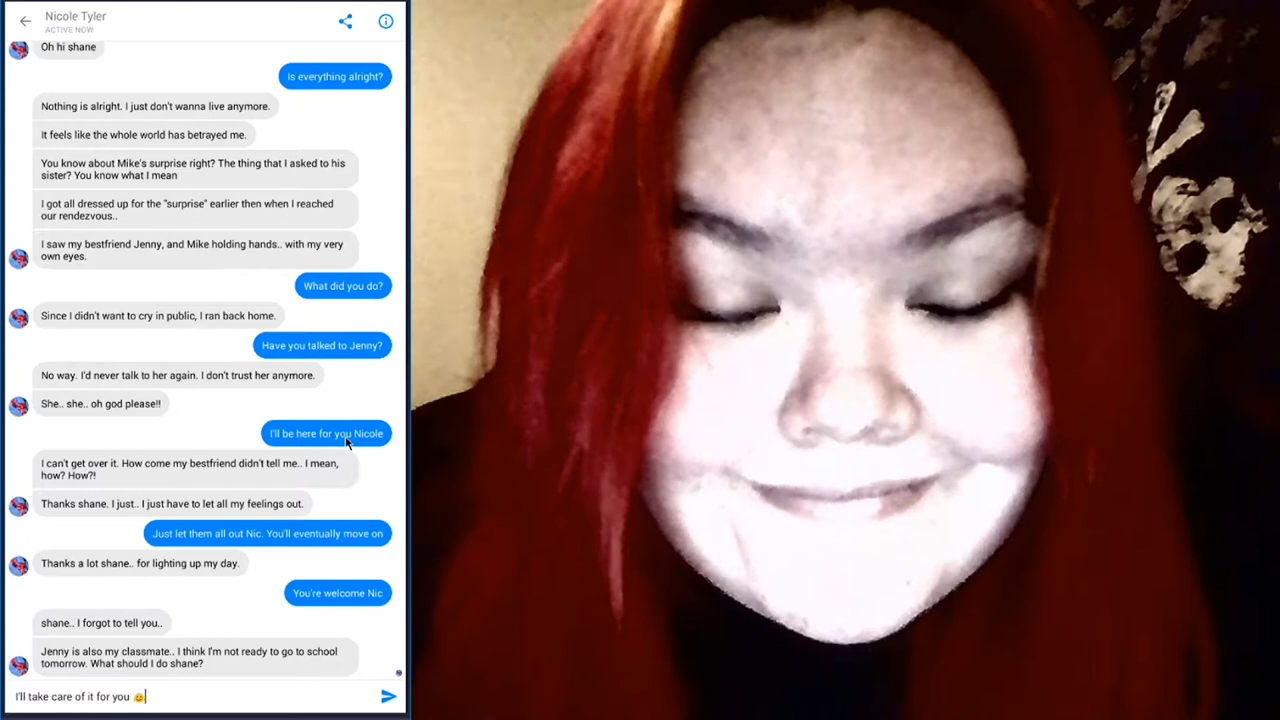 Nicole Tyler
ACTIVE NOW
Oh hi shane
Is everything alright?
Nothing is alright. I just don't wanna live anymore.
It feels like the whole world has betrayed me.
You know about Mike's surprise right? The thing that I asked to his
sister? You know what I mean
I got all dressed up for the "surprise" earlier then when I reached
our rendezvous..
I saw my bestfriend Jenny, and Mike holding hands.. with my very
own eyes.
What did you do?
Since I didn't want to cry in public, I ran back home.
Have you talked to Jenny?
No way. I'd never talk to her again. I don't trust her anymore.
She.. she.. oh god please!!
I'll be here for you Nicole
I can't get over it. How come my bestfriend didn't tell me.. I mean,
how? How?!
Thanks shane. I just.. I just have to let all my feelings out.
Just let them all out Nic. You'll eventually move on
Thanks a lot shane.. for lighting up my day.
You're welcome Nic
shane.. I forgot to tell you..
Jenny is also my classmate.. I think I'm not ready to go to school
tomorrow. What should I do shane?
I'll take care of it for you 😊